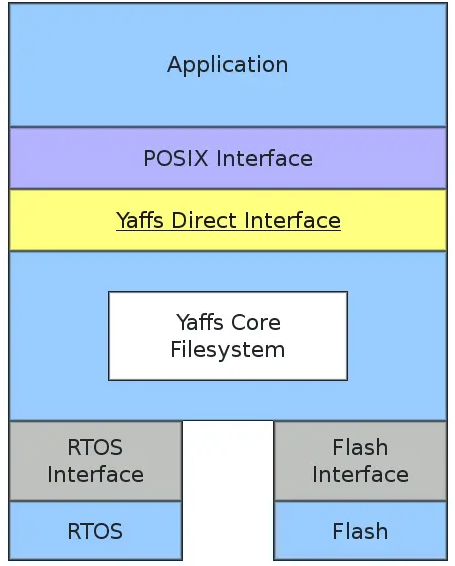 Application
POSIX Interface
Yaffs Direct Interface
Yaffs Core
Filesystem
RTOS
Interface
Flash
Interface
RTOS
Flash